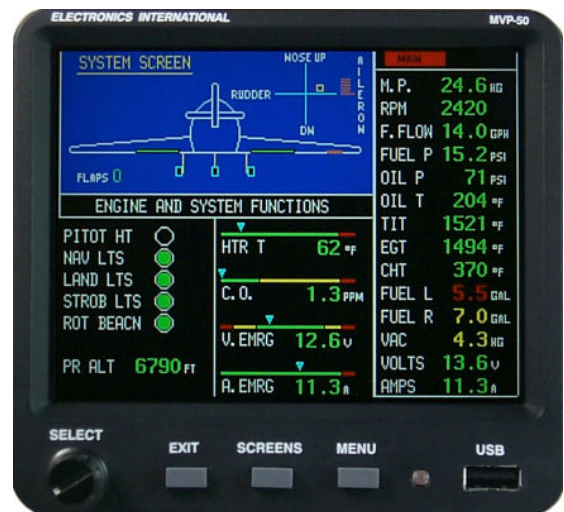 ELECTRONICS INTERNATIONAL
MVP-50
SYSTEM SCREEN
NOSE UP
AILERON
RUDDER
DN
FLAPS 0
ENGINE AND SYSTEM FUNCTIONS
PITOT HT
NAV LTS
LAND LTS
STROB LTS
ROT BEACN
PR ALT 6790 FT
HTR T 62 °F
C.O. 1.3 PPM
V.EMRG 12.6 V
A.EMRG 11.3 A
MAIN
M.P. 24.6 HG
RPM 2420
F.FLOW 14.0 GPH
FUEL P 15.2 PSI
OIL P 71 PSI
OIL T 204 °F
TIT 1521 °F
EGT 1494 °F
CHT 370 °F
FUEL L 5.5 GAL
FUEL R 7.0 GAL
VAC 4.3 HG
VOLTS 13.6 V
AMPS 11.3 A
SELECT
EXIT
SCREENS
MENU
USB